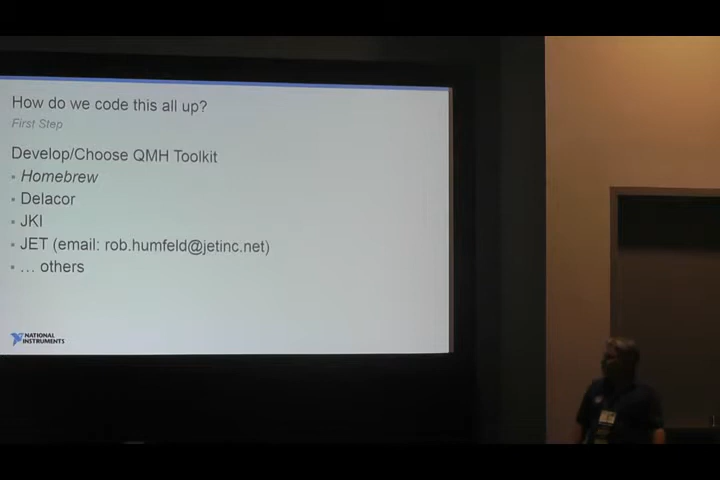 How do we code this all up?
First Step
Develop/Choose QMH Toolkit
• Homebrew
• Delacor
• JKI
• JET (email: rob.humfeld@jetinc.net)
• ... others
NATIONAL
INSTRUMENTS